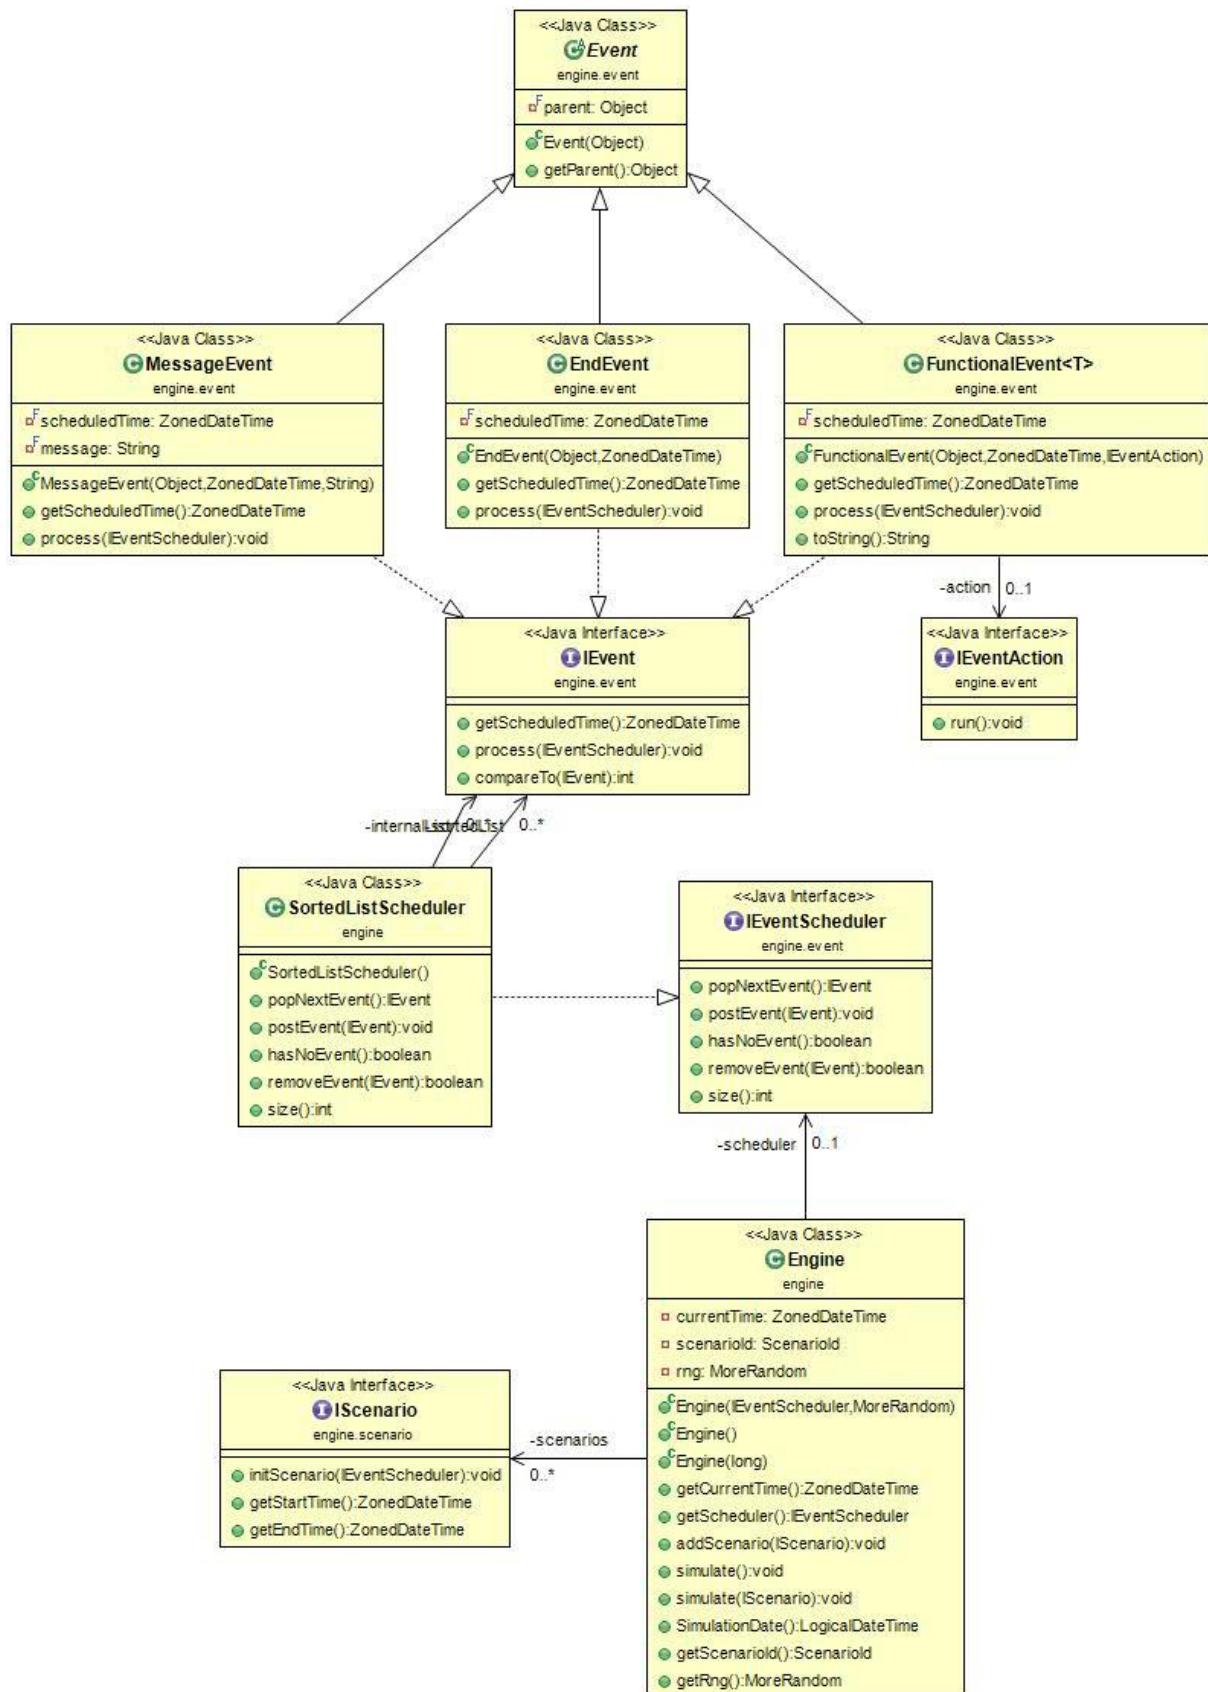 <<Java Class>>
Event
engine.event
parent: Object
Event(Object)
getParent():Object
<<Java Class>>
MessageEvent
engine.event
scheduledTime: ZonedDateTime
message: String
MessageEvent(Object,ZonedDateTime,String)
getScheduledTime():ZonedDateTime
process(IEventScheduler):void
<<Java Class>>
EndEvent
engine.event
scheduledTime: ZonedDateTime
EndEvent(Object,ZonedDateTime)
getScheduledTime():ZonedDateTime
process(IEventScheduler):void
<<Java Class>>
FunctionalEvent<T>
engine.event
scheduledTime: ZonedDateTime
FunctionalEvent(Object,ZonedDateTime,IEventAction)
getScheduledTime():ZonedDateTime
process(IEventScheduler):void
toString():String
-action 0..1
<<Java Interface>>
IEvent
engine.event
getScheduledTime():ZonedDateTime
process(IEventScheduler):void
compareTo(IEvent):int
<<Java Interface>>
IEventAction
engine.event
run():void
0..* 0..*
<<Java Class>>
SortedListScheduler
engine
SortedListScheduler()
popNextEvent():IEvent
postEvent(IEvent):void
hasNoEvent():boolean
removeEvent(IEvent):boolean
size():int
<<Java Interface>>
IEventScheduler
engine.event
popNextEvent():IEvent
postEvent(IEvent):void
hasNoEvent():boolean
removeEvent(IEvent):boolean
size():int
-scheduler 0..1
<<Java Class>>
Engine
engine
currentTime: ZonedDateTime
scenarioId: ScenarioId
rng: MoreRandom
Engine(IEventScheduler,MoreRandom)
Engine()
Engine(long)
getCurrentTime():ZonedDateTime
getScheduler():IEventScheduler
addScenario(IScenario):void
simulate():void
simulate(IScenario):void
SimulationDate():LogicalDateTime
getScenarioId():ScenarioId
getRng():MoreRandom
-scenarios
0..*
<<Java Interface>>
IScenario
engine.scenario
initScenario(IEventScheduler):void
getStartTime():ZonedDateTime
getEndTime():ZonedDateTime